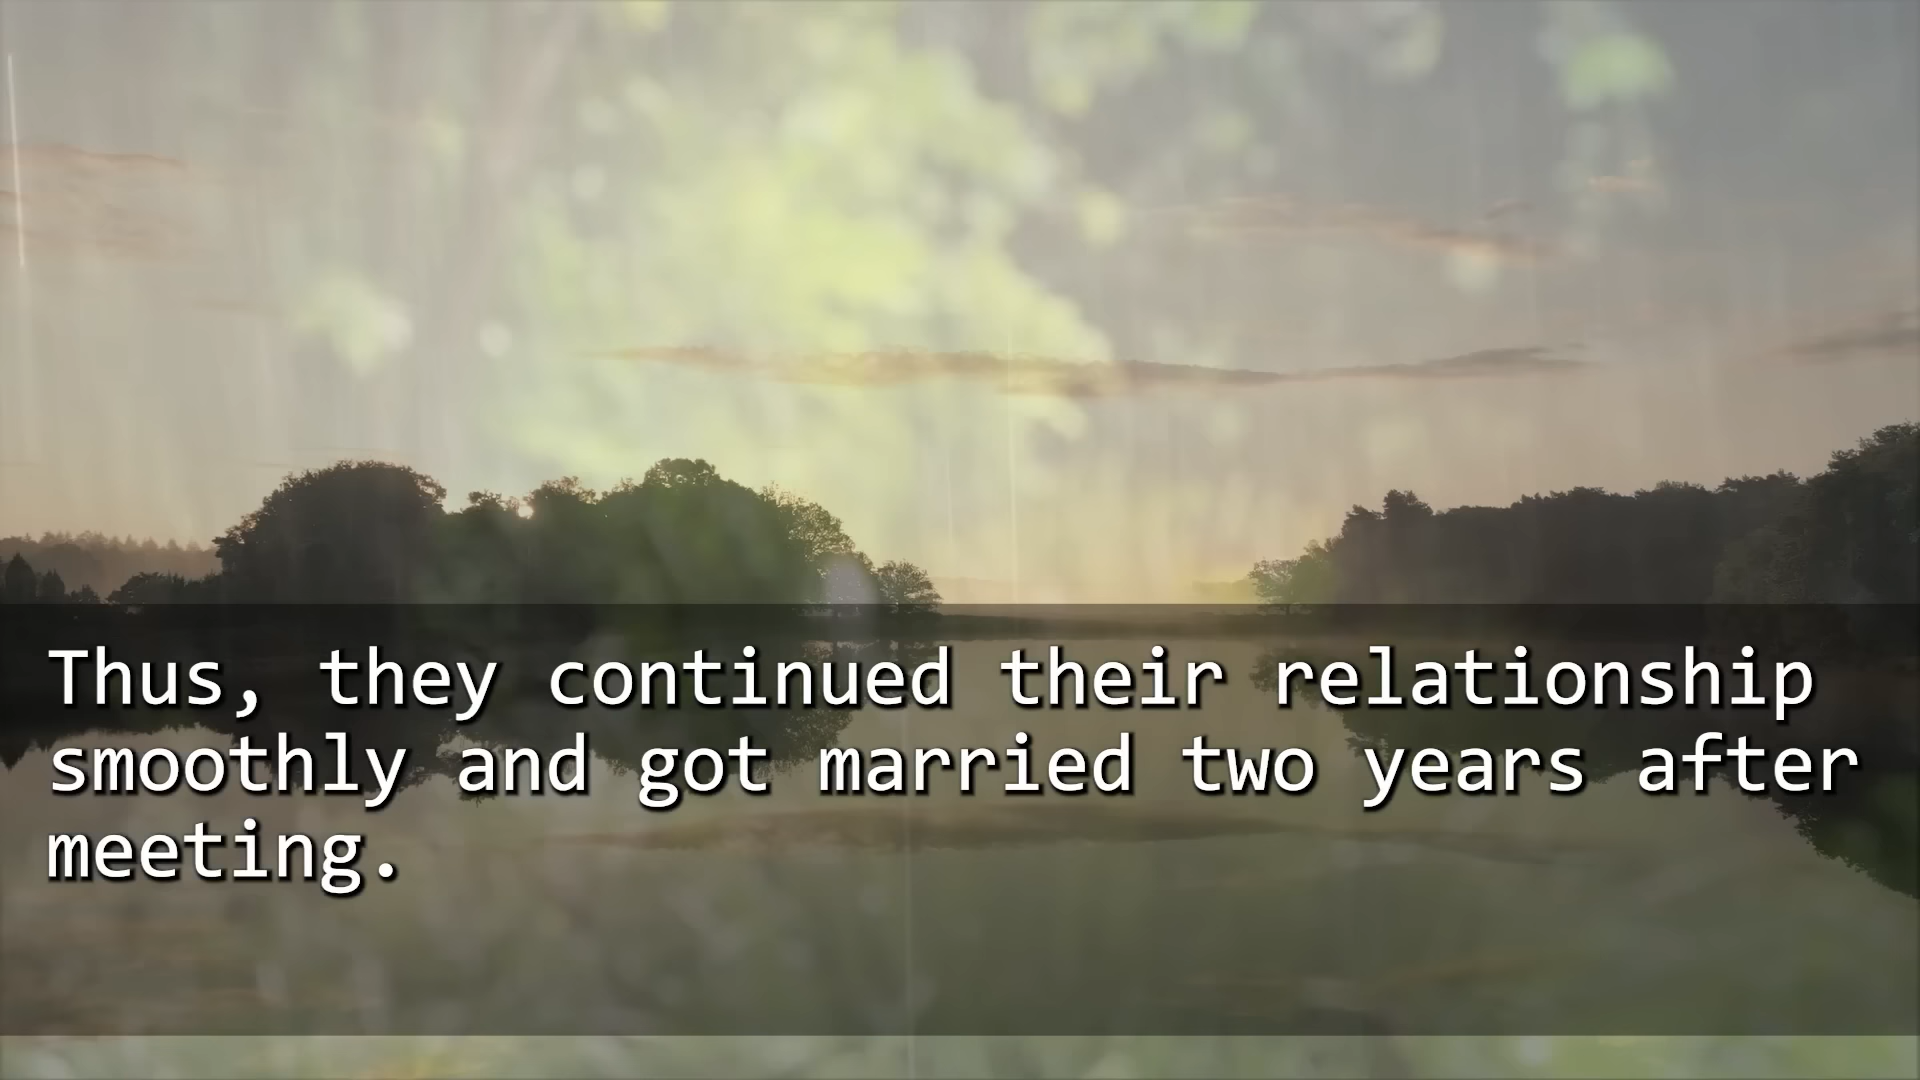 Thus, they continued their relationship
smoothly and got married two years after
meeting.